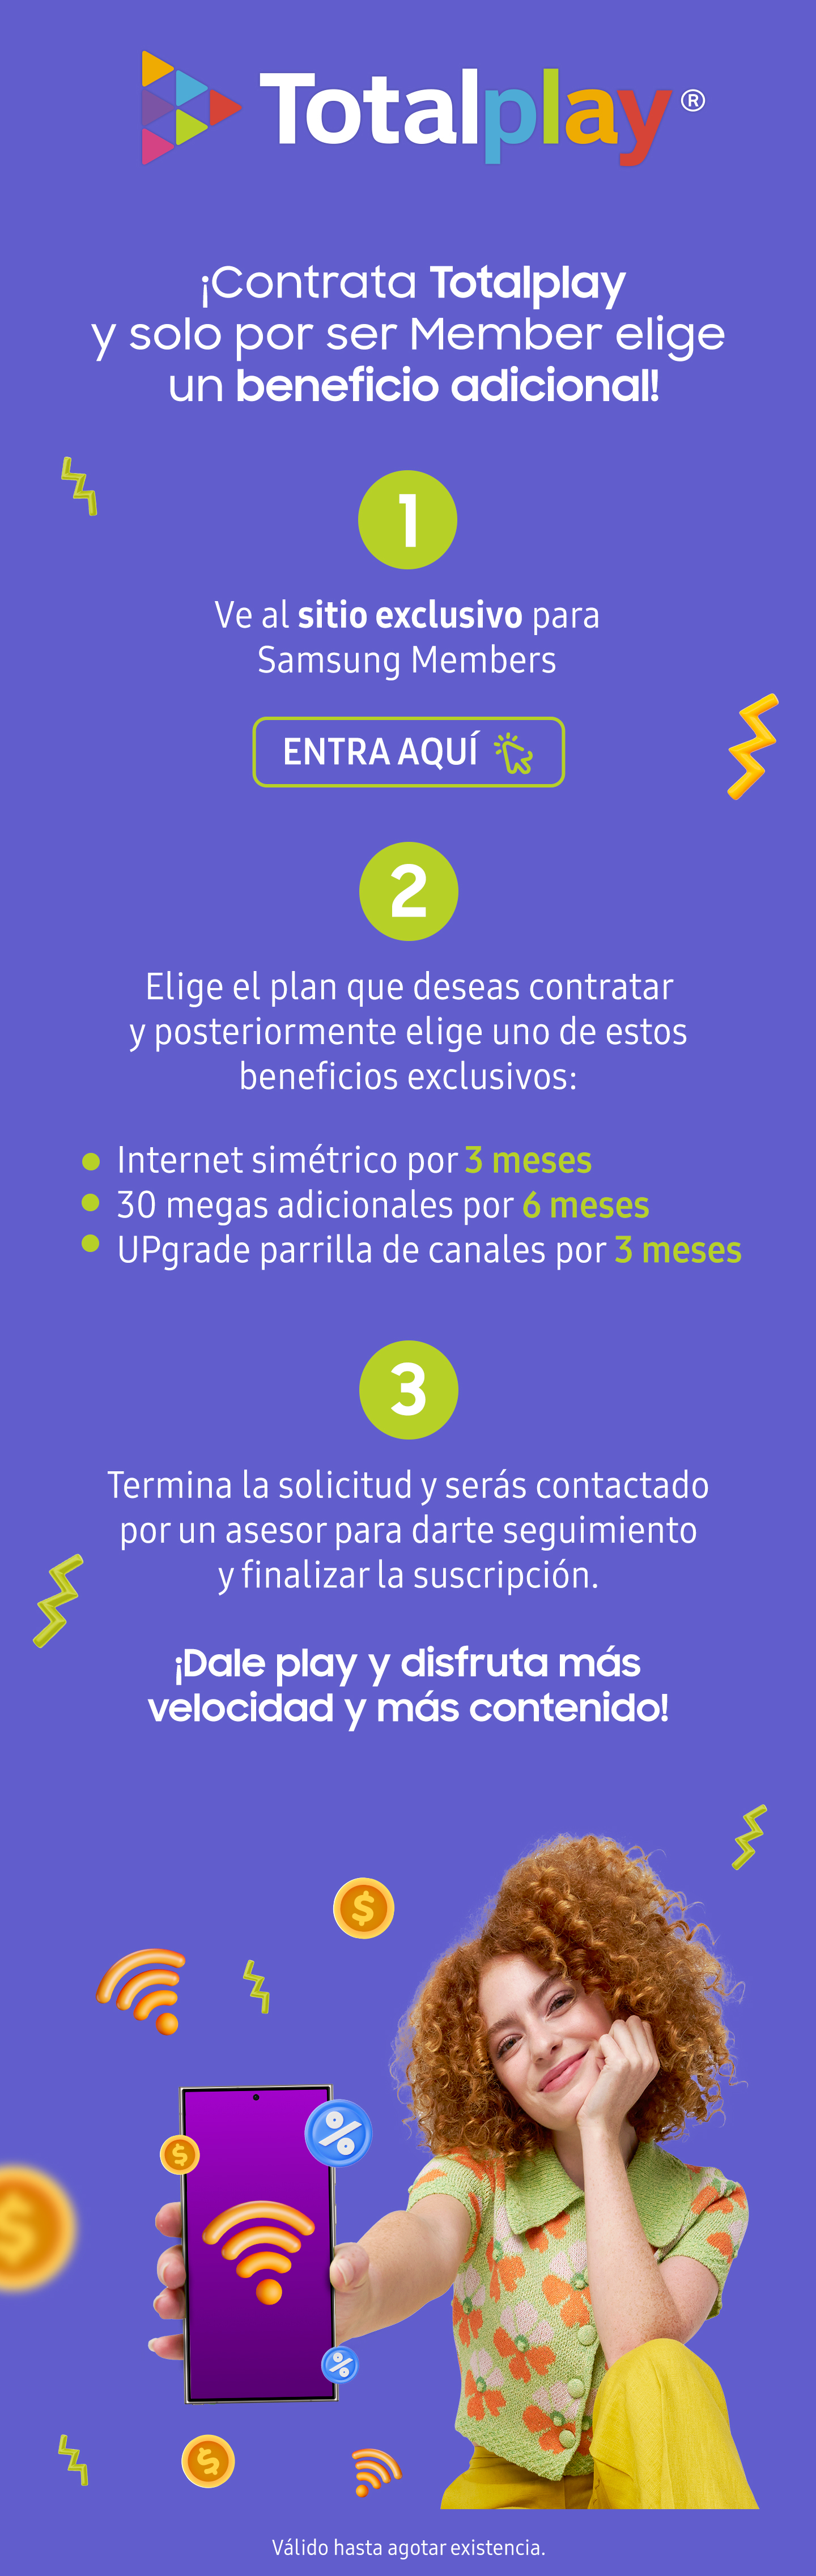 Totalplay®
¡Contrata Totalplay
y solo por ser Member elige
un beneficio adicional!
1
Ve al sitio exclusivo para
Samsung Members
ENTRA AQUÍ
2
Elige el plan que deseas contratar
y posteriormente elige uno de estos
beneficios exclusivos:
Internet simétrico por 3 meses
30 megas adicionales por 6 meses
UPgrade parrilla de canales por 3 meses
3
Termina la solicitud y serás contactado
por un asesor para darte seguimiento
y finalizar la suscripción.
¡Dale play y disfruta más
velocidad y más contenido!
$
%
$
$
%
$
Válido hasta agotar existencia.